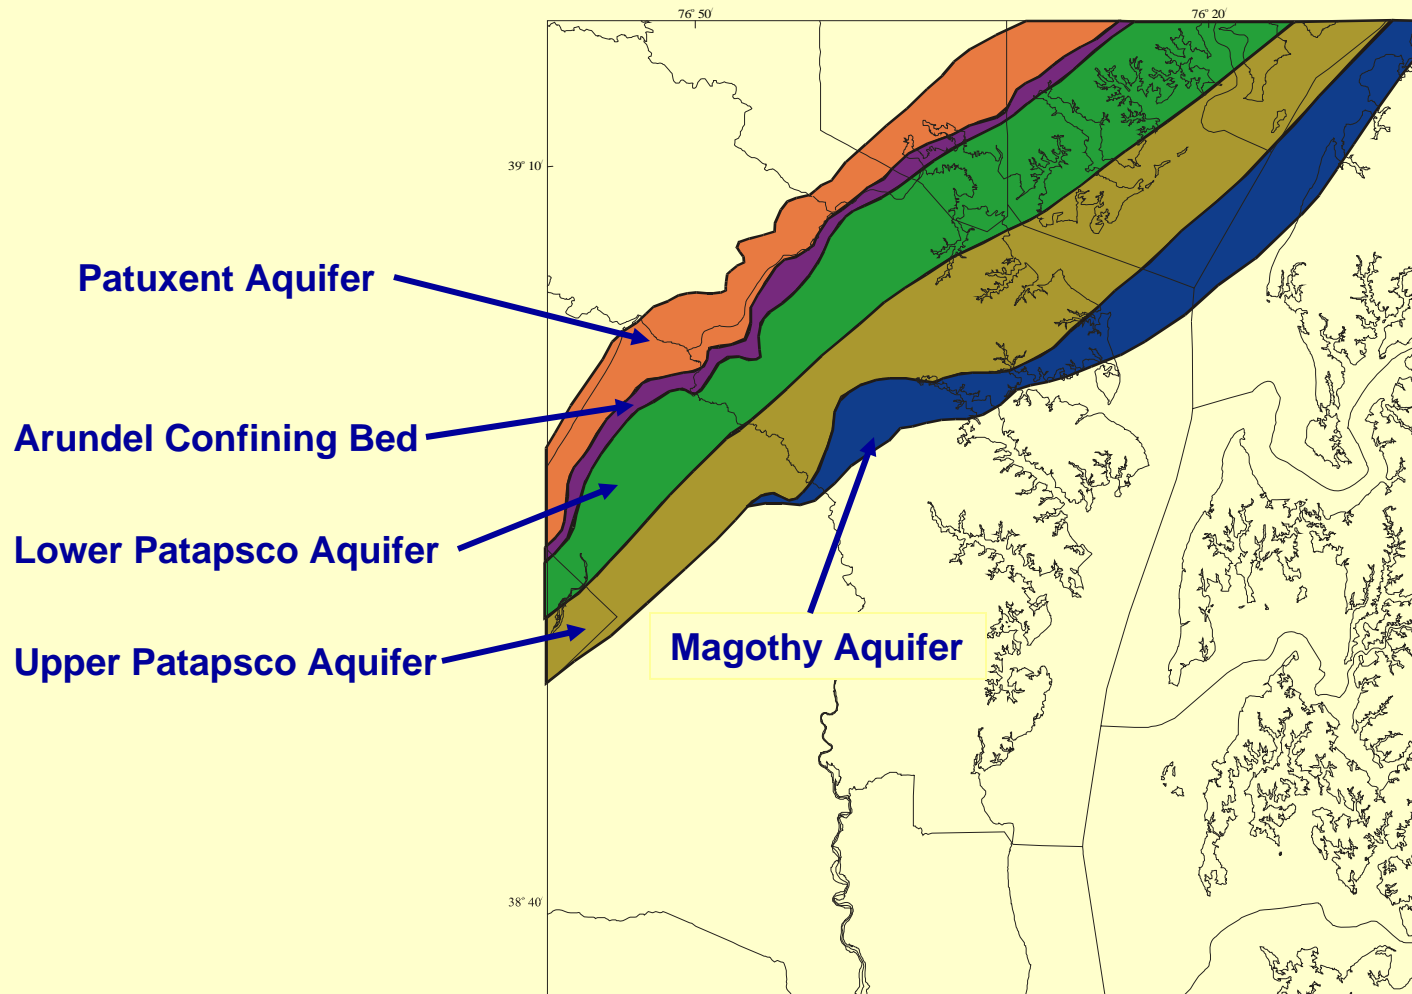 76° 50'
76° 20'
39° 10'
Patuxent Aquifer
Arundel Confining Bed
Lower Patapsco Aquifer
Upper Patapsco Aquifer
Magothy Aquifer
38° 40'